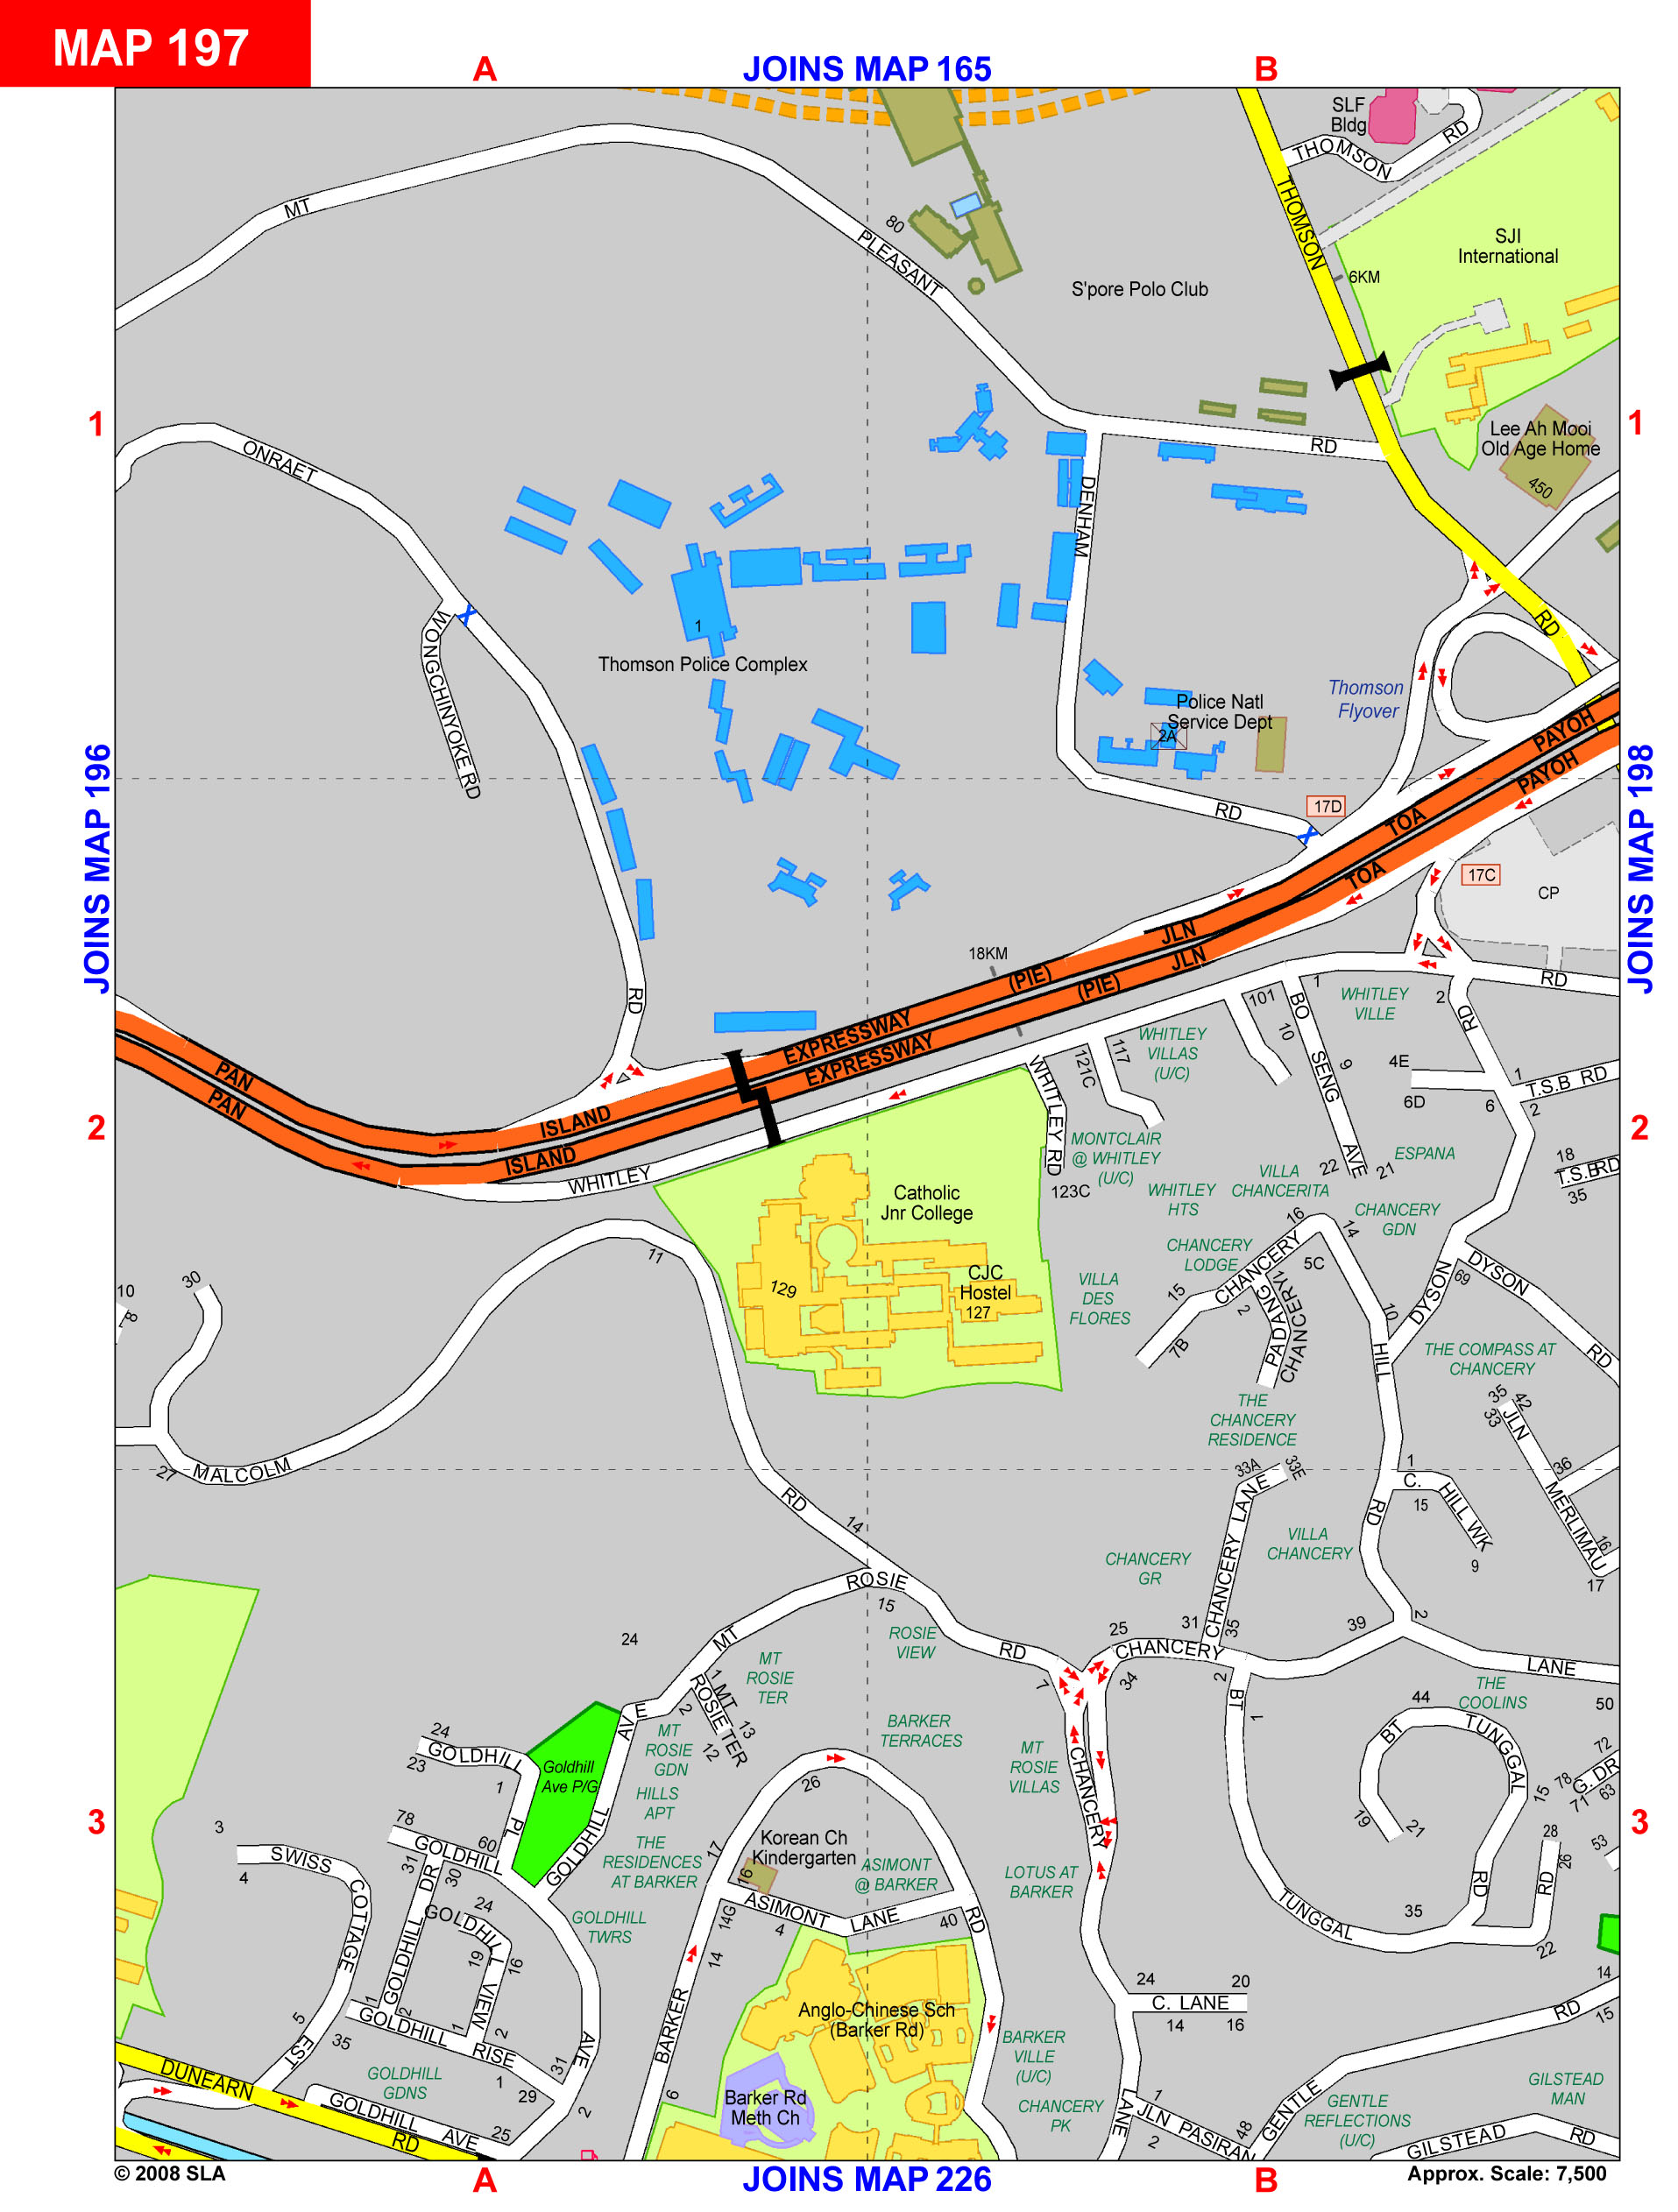 MAP 197
A
JOINS MAP 165
B
SLF
Bldg
THOMSON
RD
MT
THOMSON
SJI
International
80
PLEASANT
6KM
S'pore Polo Club
1
1
ONRAET
RD
Lee Ah Mooi
Old Age Home
450
DENHAM
WONGCHINYOKE RD
1
RD
Thomson Police Complex
Police Natl
Service Dept
2A
Thomson
Flyover
PAYOH
PAYOH
JOINS MAP 196
JOINS MAP 198
RD
17D
TOA
TOA
17C
CP
JLN
JLN
18KM
(PIE)
(PIE)
RD
RD
EXPRESSWAY
EXPRESSWAY
101
1
BO
SENG
AVE
WHITLEY
VILLE
2
RD
PAN
PAN
ISLAND
ISLAND
WHITLEY RD
121C
117
WHITLEY
VILLAS
(U/C)
10
9
4E
6D
6
1
T.S.B RD
2
2
2
MONTCLAIR
@ WHITLEY
(U/C)
123C
22
21
ESPANA
18
T.S.B RD
35
WHITLEY
Catholic
Jnr College
VILLA
CHANCERITA
WHITLEY
HTS
CHANCERY
GDN
11
16
14
CHANCERY
LODGE
5C
CHANCERY
DYSON
69
DYSON
RD
CJC
Hostel
127
129
VILLA
DES
FLORES
15
2
1
PADANG
CHANCERY
10
7B
10
8
30
HILL
THE COMPASS AT
CHANCERY
THE
CHANCERY
RESIDENCE
35
42
33
JLN
27
MALCOLM
33A
33E
1
C.
HILL WK
15
9
36
MERLIMAU
16
17
RD
14
RD
CHANCERY LANE
VILLA
CHANCERY
CHANCERY
GR
ROSIE
15
24
MT
ROSIE
VIEW
RD
25
31
35
CHANCERY
39
2
LANE
MT
ROSIE
TER
1
MT
ROSIE TER
2
13
12
7
34
2
BT
1
THE
COOLINS
50
44
BT
TUNGGAL
AVE
MT
ROSIE
GDN
BARKER
TERRACES
24
GOLDHILL
23
1
PL
Goldhill
Ave P/G
MT
ROSIE
VILLAS
72
G. DR
78
71
63
HILLS
APT
26
15
CHANCERY
19
21
3
3
3
4
SWISS
COTTAGE
EST
5
78
GOLDHILL
60
31
DR
30
GOLDHILL
THE
RESIDENCES
AT BARKER
17
Korean Ch
Kindergarten
16
ASIMONT
@ BARKER
LOTUS AT
BARKER
28
26
RD
53
24
GOLDHILL
VIEW
19
16
GOLDHILL
GOLDHILL
TWRS
14G
ASIMONT
LANE
4
40
RD
RD
TUNGGAL
35
22
14
1
2
GOLDHILL
RISE
35
1
2
14
24
20
C. LANE
14
16
14
RD
15
Anglo-Chinese Sch
(Barker Rd)
BARKER
BARKER
VILLE
(U/C)
AVE
31
GOLDHILL
GDNS
1
29
DUNEARN
RD
GOLDHILL
AVE
25
2
6
Barker Rd
Meth Ch
CHANCERY
PK
LANE
1
JLN PASIRAN
2
48
GENTLE
GENTLE
REFLECTIONS
(U/C)
GILSTEAD
MAN
GILSTEAD
RD
© 2008 SLA
A
JOINS MAP 226
B
Approx. Scale: 7,500